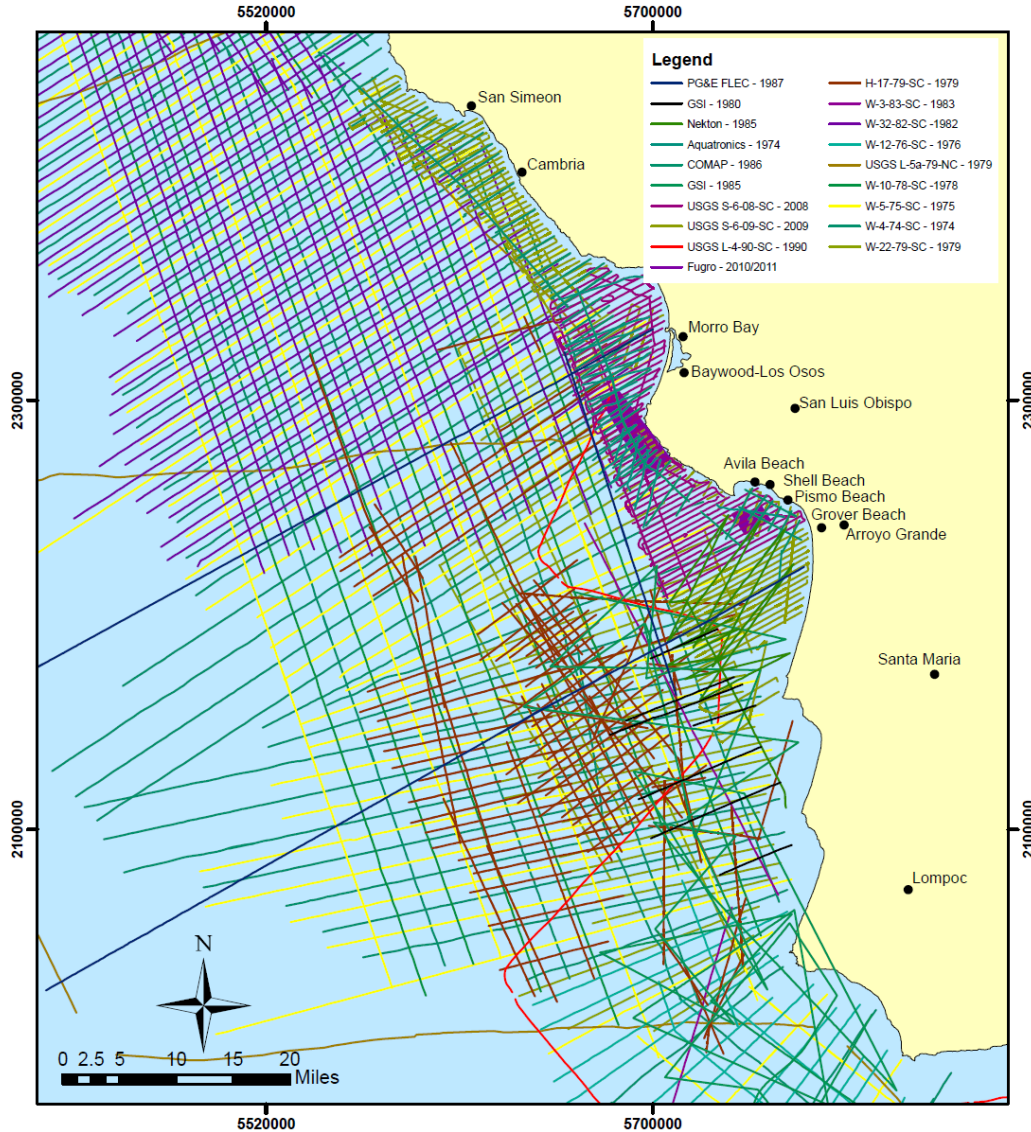 5520000
5700000
Legend
PG&E FLEC - 1987
GSI - 1980
Nekton - 1985
Aquatronics - 1974
COMAP - 1986
GSI - 1985
USGS S-6-08-SC - 2008
USGS S-6-09-SC - 2009
USGS L-4-90-SC - 1990
Fugro - 2010/2011
H-17-79-SC - 1979
W-3-83-SC - 1983
W-32-82-SC -1982
W-12-76-SC - 1976
USGS L-5a-79-NC - 1979
W-10-78-SC -1978
W-5-75-SC - 1975
W-4-74-SC - 1974
W-22-79-SC - 1979
San Simeon
Cambria
Morro Bay
Baywood-Los Osos
2300000
2300000
San Luis Obispo
Avila Beach
Shell Beach
Pismo Beach
Grover Beach
Arroyo Grande
Santa Maria
2100000
2100000
Lompoc
N
0 2.5 5 10 15 20
Miles
5520000
5700000